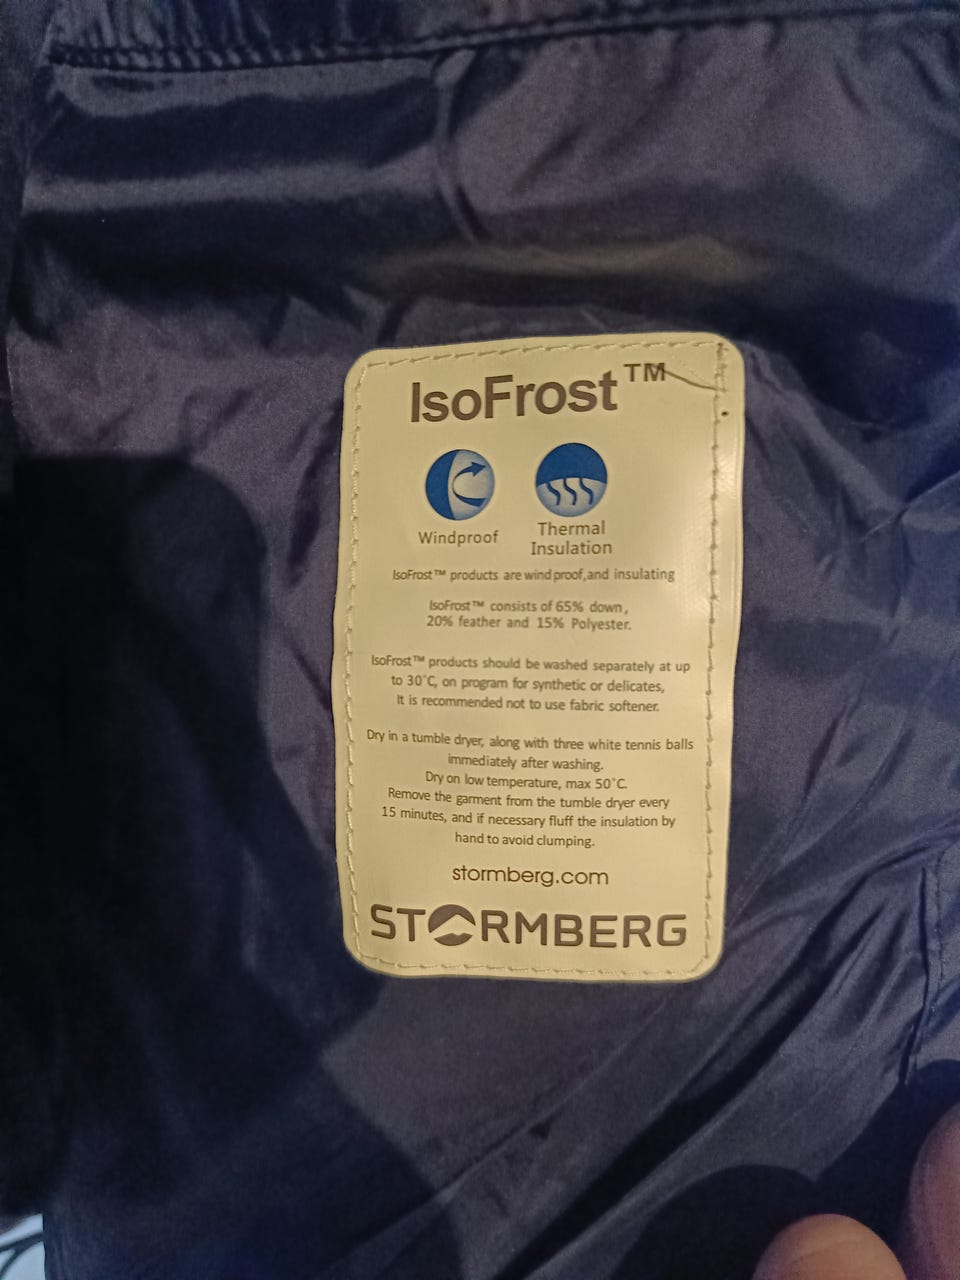 IsoFrost™
Windproof
Thermal
Insulation
IsoFrost™ products are wind proof,and insulating
IsoFrost™ consists of 65% down,
20% feather and 15% Polyester.
IsoFrost™ products should be washed separately at up
to 30°C, on program for synthetic or delicates,
It is recommended not to use fabric softener.
Dry in a tumble dryer, along with three white tennis balls
immediately after washing.
Dry on low temperature, max 50°C.
Remove the garment from the tumble dryer every
15 minutes, and if necessary fluff the insulation by
hand to avoid clumping.
stormberg.com
STORMBERG